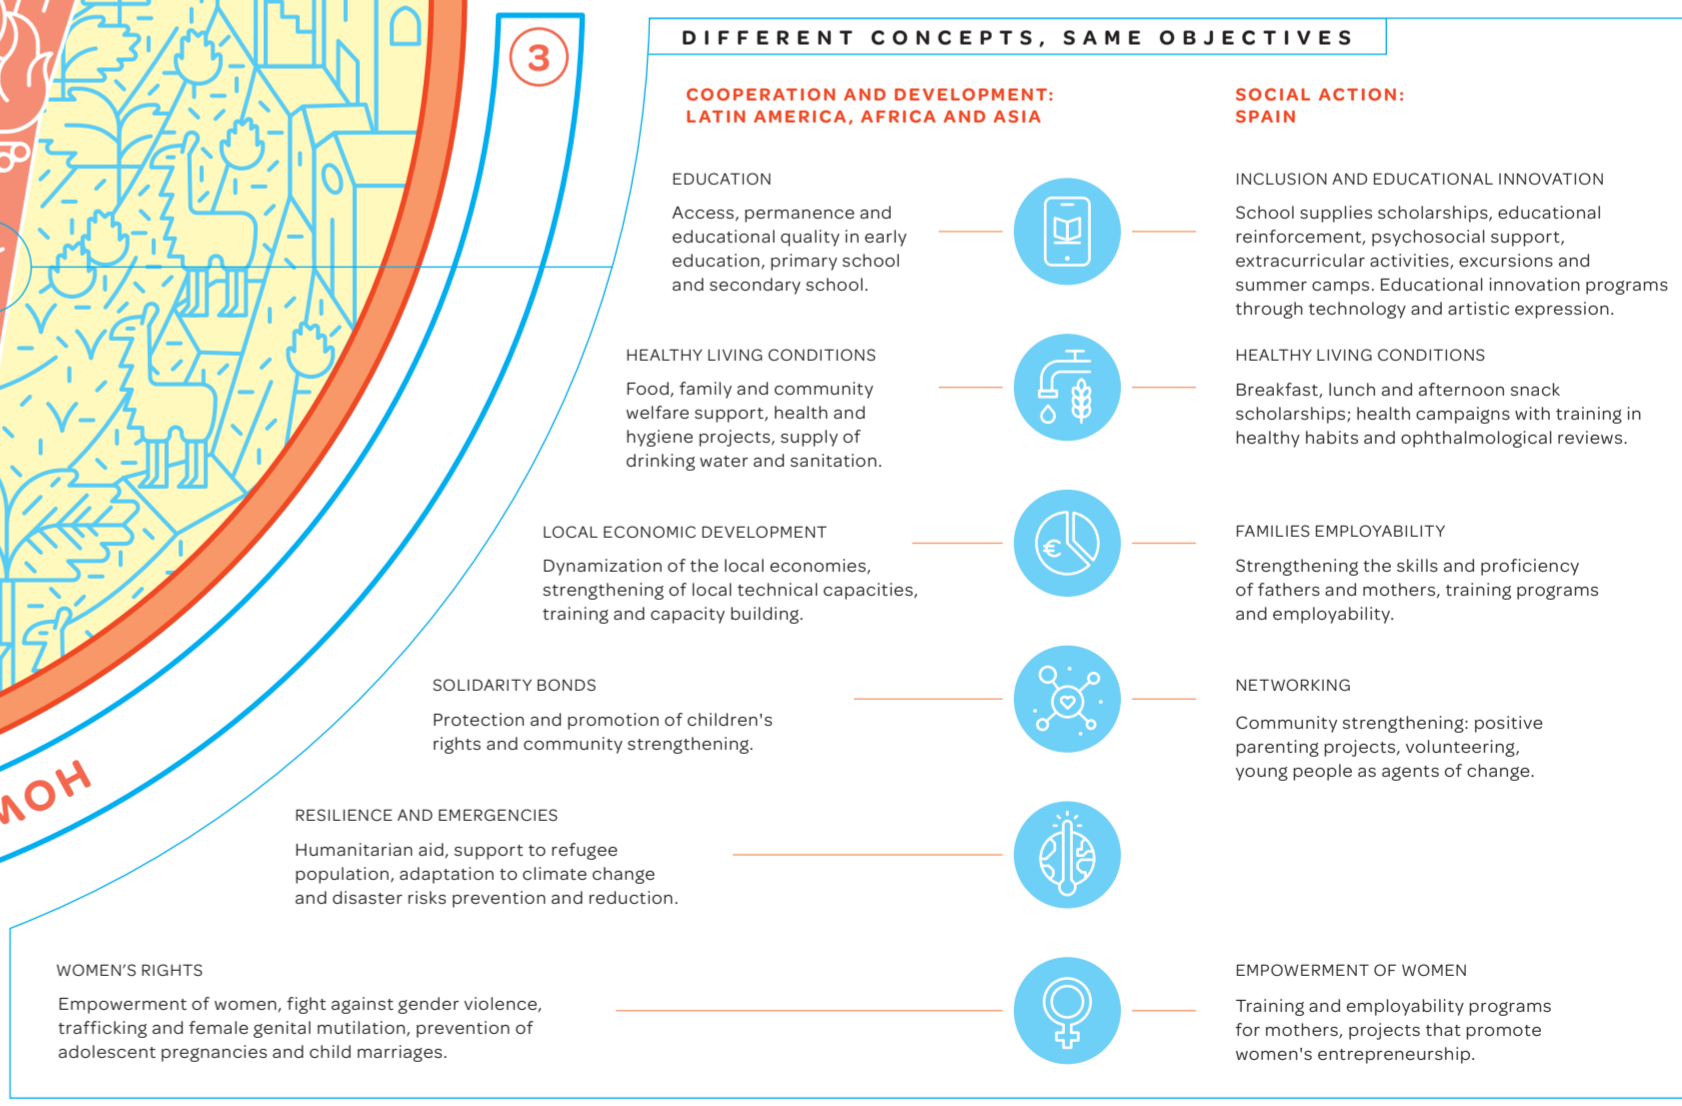 3
DIFFERENT CONCEPTS, SAME OBJECTIVES
COOPERATION AND DEVELOPMENT:
LATIN AMERICA, AFRICA AND ASIA
SOCIAL ACTION:
SPAIN
EDUCATION
Access, permanence and
educational quality in early
education, primary school
and secondary school.
INCLUSION AND EDUCATIONAL INNOVATION
School supplies scholarships, educational
reinforcement, psychosocial support,
extracurricular activities, excursions and
summer camps. Educational innovation programs
through technology and artistic expression.
HEALTHY LIVING CONDITIONS
Food, family and community
welfare support, health and
hygiene projects, supply of
drinking water and sanitation.
HEALTHY LIVING CONDITIONS
Breakfast, lunch and afternoon snack
scholarships; health campaigns with training in
healthy habits and ophthalmological reviews.
LOCAL ECONOMIC DEVELOPMENT
Dynamization of the local economies,
strengthening of local technical capacities,
training and capacity building.
€
FAMILIES EMPLOYABILITY
Strengthening the skills and proficiency
of fathers and mothers, training programs
and employability.
SOLIDARITY BONDS
Protection and promotion of children's
rights and community strengthening.
NETWORKING
Community strengthening: positive
parenting projects, volunteering,
young people as agents of change.
HOW
RESILIENCE AND EMERGENCIES
Humanitarian aid, support to refugee
population, adaptation to climate change
and disaster risks prevention and reduction.
WOMEN’S RIGHTS
Empowerment of women, fight against gender violence,
trafficking and female genital mutilation, prevention of
adolescent pregnancies and child marriages.
EMPOWERMENT OF WOMEN
Training and employability programs
for mothers, projects that promote
women's entrepreneurship.